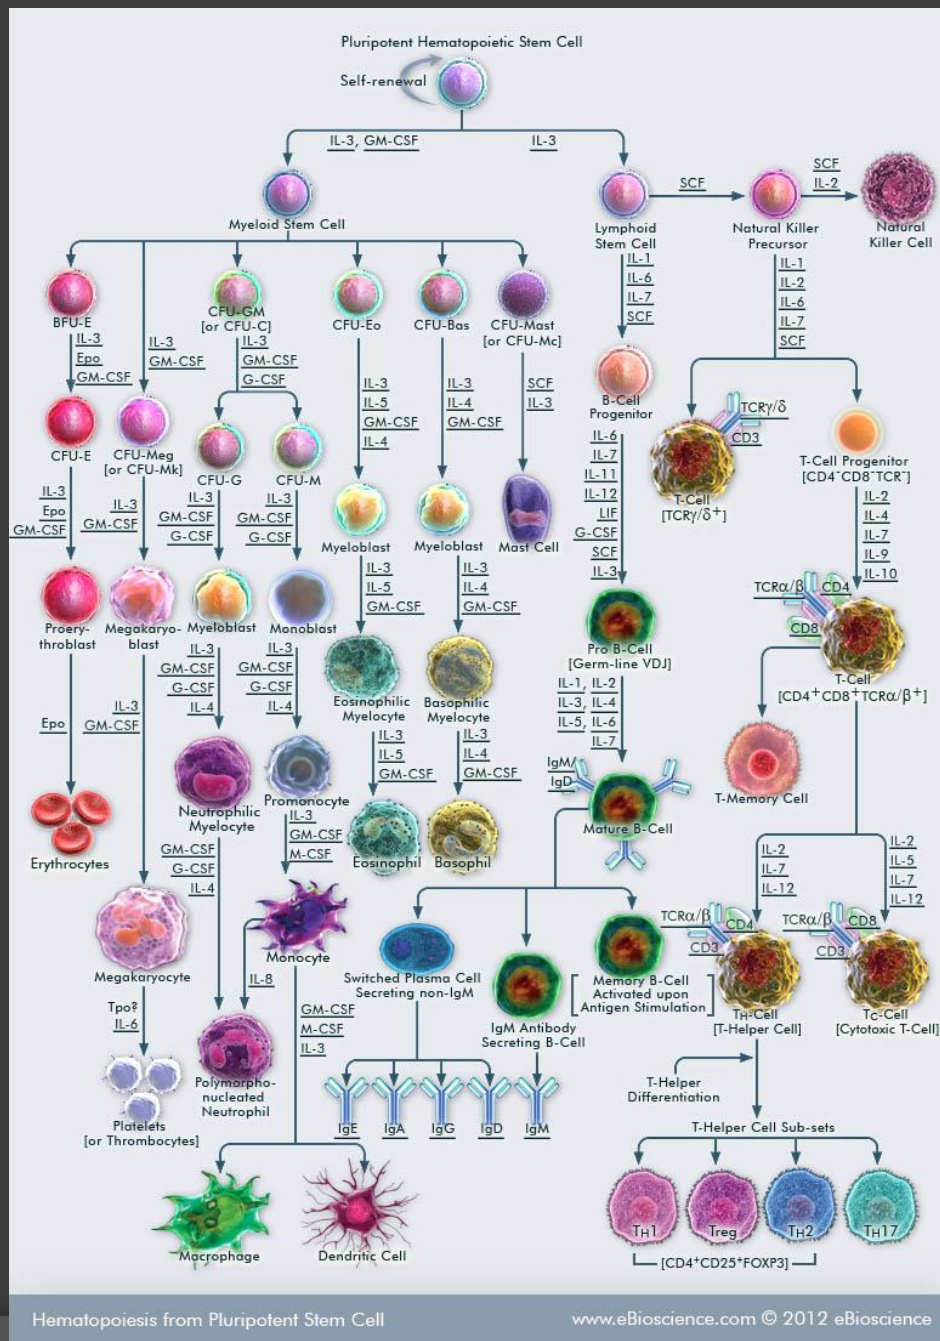 Pluripotent Hematopoietic Stem Cell
Self-renewal
IL-3, GM-CSF
IL-3
Myeloid Stem Cell
Lymphoid
Stem Cell
SCF
Natural Killer
Precursor
SCF
IL-2
Natural
Killer Cell
BFU-E
IL-3
Epo
GM-CSF
CFU-E
IL-3
Epo
GM-CSF
Proery-
throblast
Epo
Erythrocytes
IL-3
GM-CSF
CFU-Meg
[or CFU-Mk]
IL-3
GM-CSF
Megakaryo-
blast
IL-3
GM-CSF
Megakaryocyte
Tpo?
IL-6
Platelets
[or Thrombocytes]
CFU-GM
[or CFU-C]
IL-3
GM-CSF
G-CSF
CFU-G
IL-3
GM-CSF
G-CSF
Myeloblast
IL-3
GM-CSF
G-CSF
IL-4
Neutrophilic
Myelocyte
GM-CSF
G-CSF
IL-4
Polymorpho-
nucleated
Neutrophil
CFU-M
IL-3
GM-CSF
G-CSF
Monoblast
IL-3
GM-CSF
G-CSF
IL-4
Promonocyte
IL-3
GM-CSF
M-CSF
Monocyte
IL-8
GM-CSF
M-CSF
IL-3
Macrophage
Dendritic Cell
CFU-Eo
IL-3
IL-5
GM-CSF
IL-4
Myeloblast
IL-3
IL-5
GM-CSF
Eosinophilic
Myelocyte
IL-3
IL-5
GM-CSF
Eosinophil
CFU-Bas
IL-3
IL-4
GM-CSF
Myeloblast
IL-3
IL-4
GM-CSF
Basophilic
Myelocyte
IL-3
IL-4
GM-CSF
Basophil
CFU-Mast
[or CFU-Mc]
SCF
IL-3
Mast Cell
IL-1
IL-6
IL-7
SCF
B-Cell
Progenitor
IL-6
IL-7
IL-11
IL-12
LIF
G-CSF
SCF
IL-3
Pro B-Cell
[Germ-line VDJ]
IL-1, IL-2
IL-3, IL-4
IL-5, IL-6
IL-7
IgM/
IgD
Mature B-Cell
Switched Plasma Cell
Secreting non-IgM
IgM Antibody
Secreting B-Cell
Memory B-Cell
Activated upon
Antigen Stimulation
IgE
IgA
IgG
IgD
IgM
IL-1
IL-2
IL-6
IL-7
SCF
TCRγ/δ
CD3
T-Cell
[TCRγ/δ⁺]
T-Cell Progenitor
[CD4⁻CD8⁻TCR⁻]
IL-2
IL-4
IL-7
IL-9
IL-10
TCRα/β
CD4
CD8
T-Cell
[CD4⁺CD8⁺TCRα/β⁺]
T-Memory Cell
IL-2
IL-7
IL-12
IL-2
IL-5
IL-7
IL-12
TCRα/β
CD4
CD3
TH-Cell
[T-Helper Cell]
TCRα/β
CD8
CD3
TC-Cell
[Cytotoxic T-Cell]
T-Helper
Differentiation
T-Helper Cell Sub-sets
TH1
Treg
TH2
TH17
[CD4⁺CD25⁺FOXP3]
Hematopoiesis from Pluripotent Stem Cell
www.eBioscience.com © 2012 eBioscience